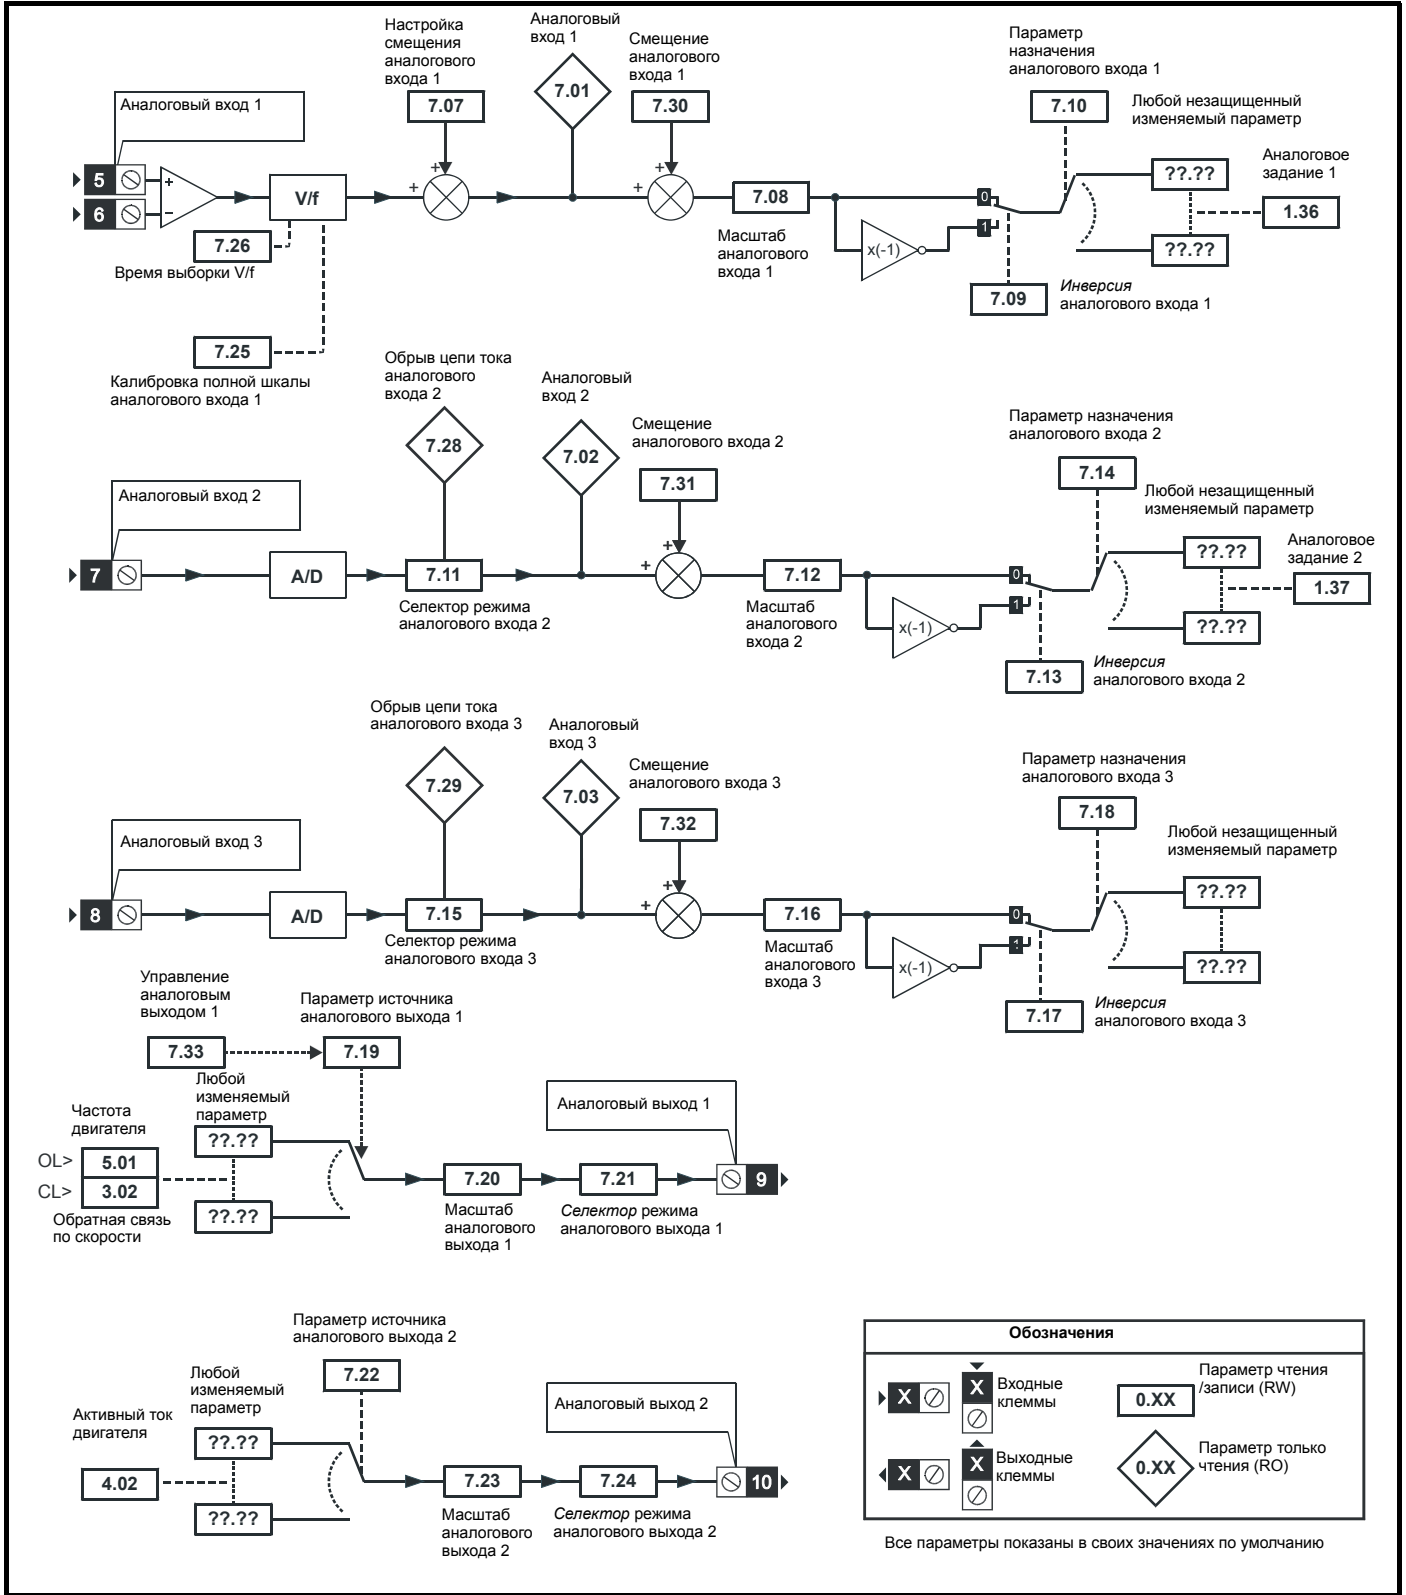 Настройка
смещения
аналогового
входа 1
7.07
Аналоговый
вход 1
7.01
Смещение
аналогового
входа 1
7.30
Параметр
назначения
аналогового входа 1
7.10
Любой незащищенный
изменяемый параметр
Аналоговый вход 1
5
6
+
–
V/f
+
+
+
+
7.08
Масштаб
аналогового
входа 1
x(-1)
0
1
??.??
??.??
Аналоговое
задание 1
1.36
7.26
Время выборки V/f
7.09
Инверсия
аналогового входа 1
7.25
Калибровка полной шкалы
аналогового входа 1
Обрыв цепи тока
аналогового
входа 2
7.28
Аналоговый
вход 2
7.02
Смещение
аналогового входа 2
7.31
Параметр назначения
аналогового входа 2
7.14
Любой незащищенный
изменяемый параметр
Аналоговый вход 2
7
A/D
7.11
Селектор режима
аналогового входа 2
+
+
7.12
Масштаб
аналогового
входа 2
x(-1)
0
1
??.??
??.??
Аналоговое
задание 2
1.37
7.13
Инверсия
аналогового входа 2
Обрыв цепи тока
аналогового входа 3
7.29
Аналоговый
вход 3
7.03
Смещение
аналогового входа 3
7.32
Параметр назначения
аналогового входа 3
7.18
Любой незащищенный
изменяемый параметр
Аналоговый вход 3
8
A/D
7.15
Селектор режима
аналогового входа 3
+
+
7.16
Масштаб
аналогового
входа 3
x(-1)
0
1
??.??
??.??
7.17
Инверсия
аналогового входа 3
Управление
аналоговым
выходом 1
7.33
Параметр источника
аналогового выхода 1
7.19
Любой
изменяемый
параметр
??.??
??.??
Частота
двигателя
OL>
5.01
CL>
3.02
Обратная связь
по скорости
7.20
Масштаб
аналогового
выхода 1
7.21
Селектор режима
аналогового выхода 1
Аналоговый выход 1
9
Параметр источника
аналогового выхода 2
7.22
Любой
изменяемый
параметр
??.??
??.??
Активный ток
двигателя
4.02
7.23
Масштаб
аналогового
выхода 2
7.24
Селектор режима
аналогового выхода 2
Аналоговый выход 2
10
Обозначения
X
X
Входные
клеммы
0.XX
Параметр чтения
/записи (RW)
X
X
Выходные
клеммы
0.XX
Параметр только
чтения (RO)
Все параметры показаны в своих значениях по умолчанию